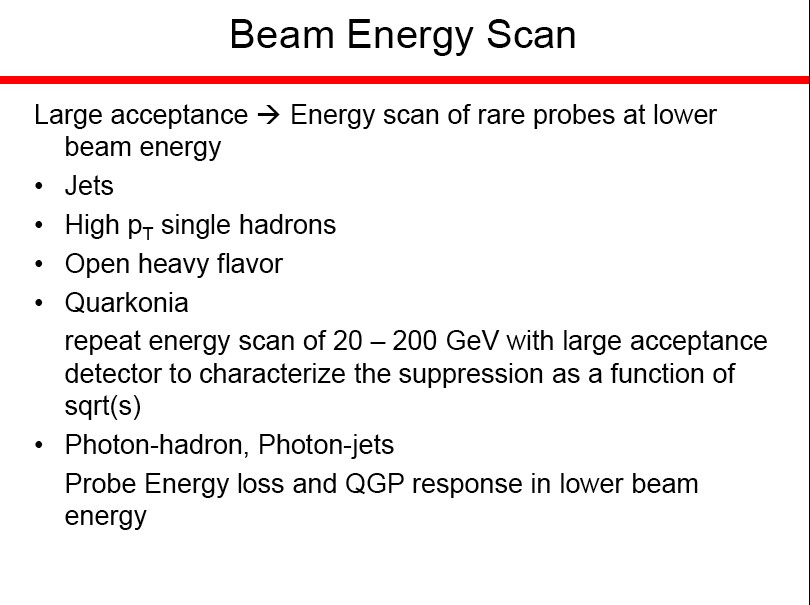 Beam Energy Scan
Large acceptance → Energy scan of rare probes at lower
beam energy
• Jets
• High pT single hadrons
• Open heavy flavor
• Quarkonia
repeat energy scan of 20 – 200 GeV with large acceptance
detector to characterize the suppression as a function of
sqrt(s)
• Photon-hadron, Photon-jets
Probe Energy loss and QGP response in lower beam
energy